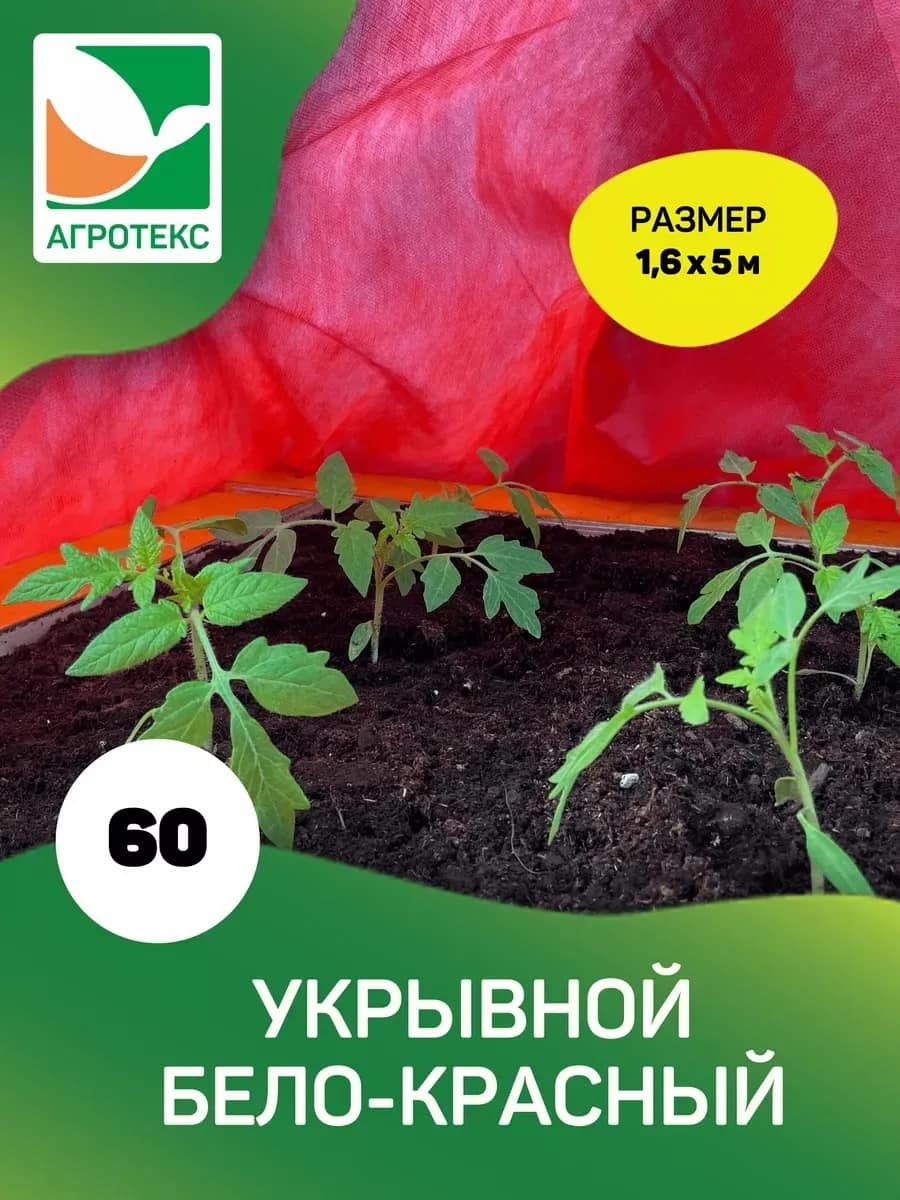 АГРОТЕКС
РАЗМЕР
1,6 х 5 м
60
УКРЫВНОЙ
БЕЛО-КРАСНЫЙ